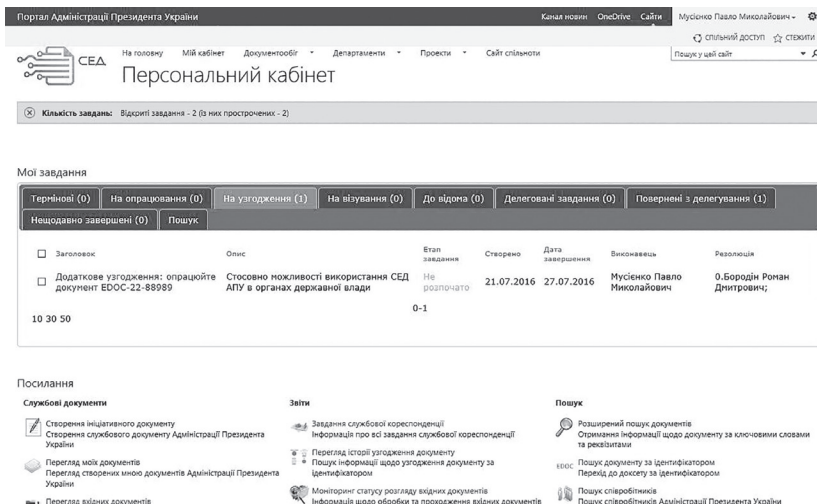 Портал Адміністрації Президента України
Канал новин OneDrive Сайти Мусієнко Павло Миколайович
СПІЛЬНИЙ ДОСТУП СТЕЖИТИ
СЕД На головну Мій кабінет Документообіг Департаменти Проекти Сайт спільноти
Пошук у цей сайт
Персональний кабінет
Кількість завдань: Відкриті завдання - 2 (із них прострочених - 2)
Мої завдання
Термінові (0) На опрацювання (0) На узгодження (1) На візування (0) До відома (0) Делеговані завдання (0) Повернені з делегування (1)
Нещодавно завершені (0) Пошук
Заголовок Опис Етап завдання Створено Дата завершення Виконавець Резолюція
Додаткове узгодження: опрацюйте Стосовно можливості використання СЕД Не 21.07.2016 27.07.2016 Мусієнко Павло 0.Бородін Роман
документ EDOC-22-88989 АПУ в органах державної влади розпочато Миколайович Дмитрович;
0-1
10 30 50
Посилання
Службові документи Звіти Пошук
Створення ініціативного документу
Створення службового документу Адміністрації Президента
України
Перегляд моїх документів
Перегляд створених мною документів Адміністрації Президента
України
Перегляд вхідних документів
Завдання службової кореспонденції
Інформація про всі завдання службової кореспонденції
Перегляд історії узгодження документу
Пошук інформації щодо узгодження документу за
ідентифікатором
Моніторинг статусу розгляду вхідних документів
Інформація щодо обробки та проходження вхідних документів
Розширений пошук документів
Отримання інформації щодо документу за ключовими словами
та реквізитами
EDOC Пошук документу за ідентифікатором
Перехід до доксету за ідентифікатором
Пошук співробітників
Пошук співробітників Адміністрації Президента України